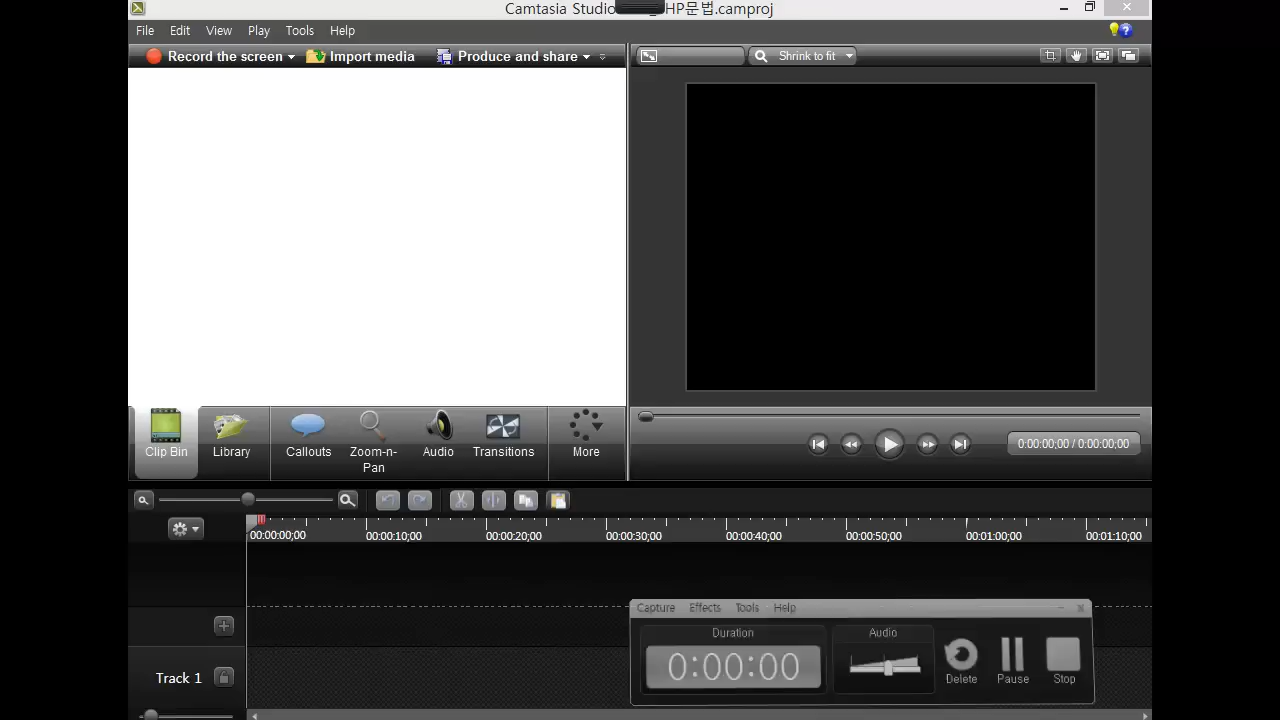 Camtasia Studio HP문법.camproj
File Edit View Play Tools Help
Record the screen Import media Produce and share
Shrink to fit
Clip Bin Library Callouts Zoom-n-Pan Audio Transitions More
0:00:00;00 / 0:00:00;00
00:00:00;00 00:00:10;00 00:00:20;00 00:00:30;00 00:00:40;00 00:00:50;00 00:01:00;00 00:01:10;00
Capture Effects Tools Help
Duration Audio
0:00:00
Delete Pause Stop
Track 1